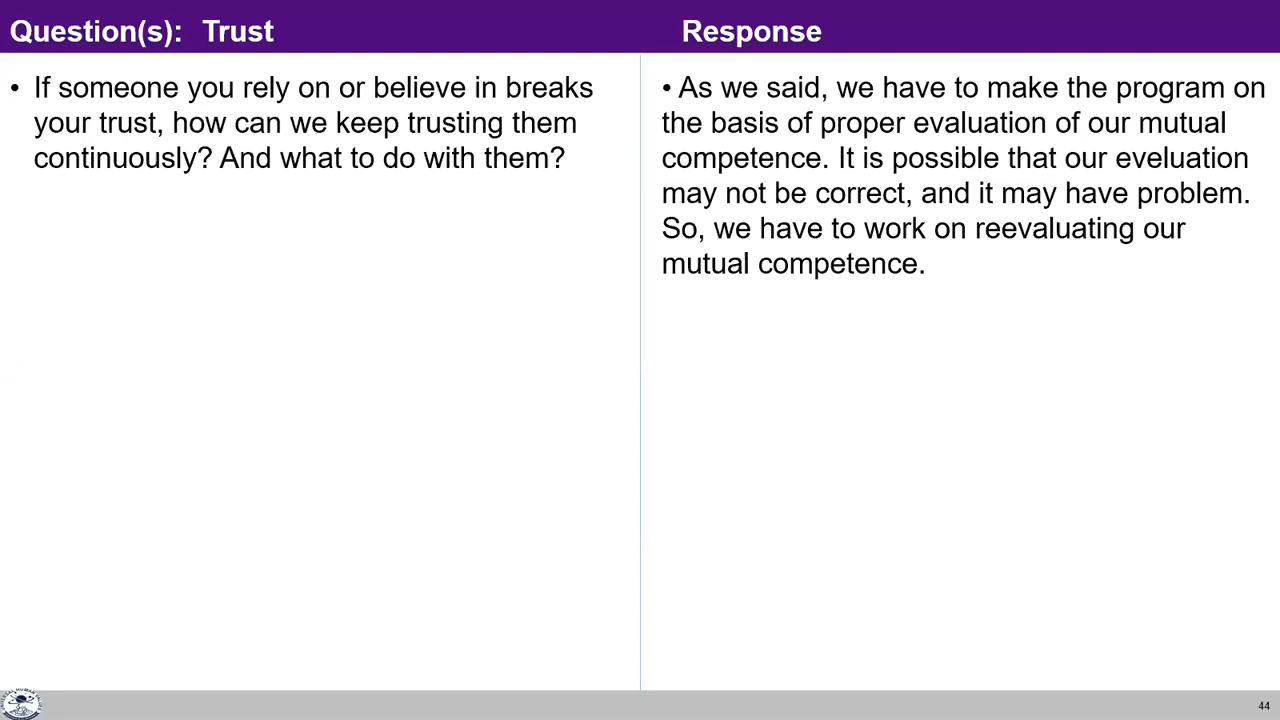 Question(s): Trust
Response
• If someone you rely on or believe in breaks
your trust, how can we keep trusting them
continuously? And what to do with them?
• As we said, we have to make the program on
the basis of proper evaluation of our mutual
competence. It is possible that our eveluation
may not be correct, and it may have problem.
So, we have to work on reevaluating our
mutual competence.
44